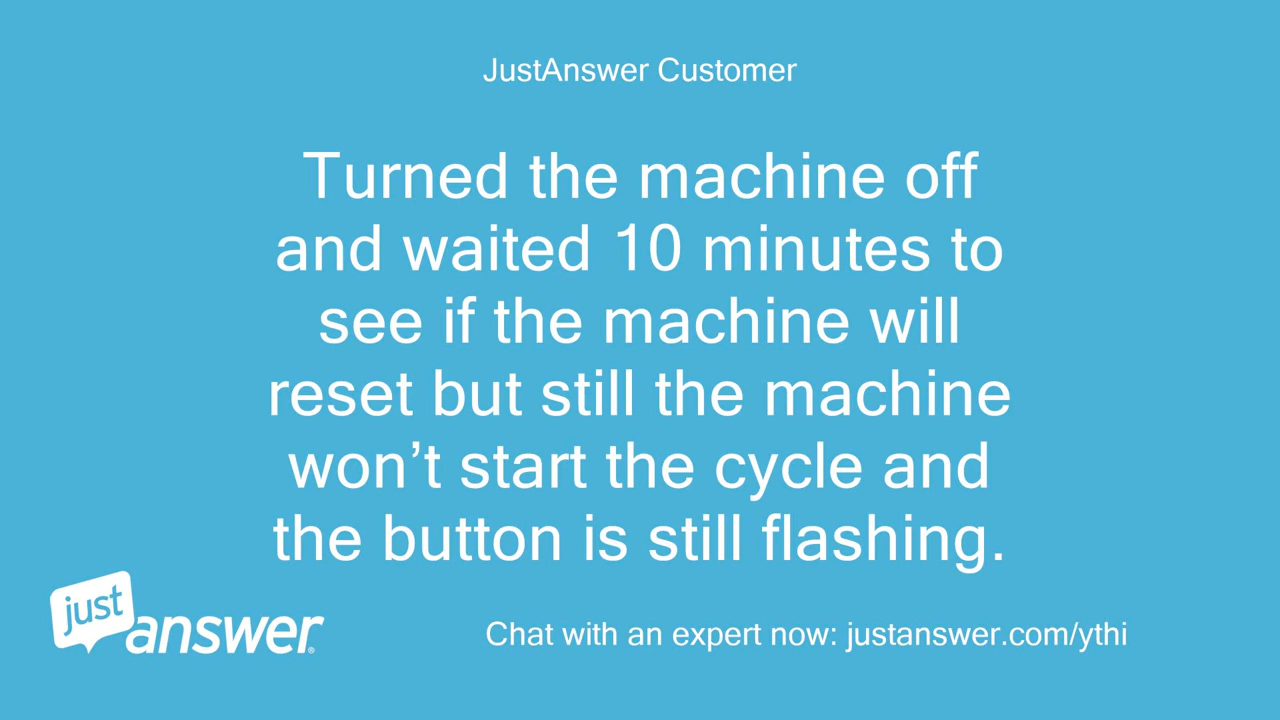 JustAnswer Customer
Turned the machine off
and waited 10 minutes to
see if the machine will
reset but still the machine
won’t start the cycle and
the button is still flashing.
just
answer®
Chat with an expert now: justanswer.com/ythi